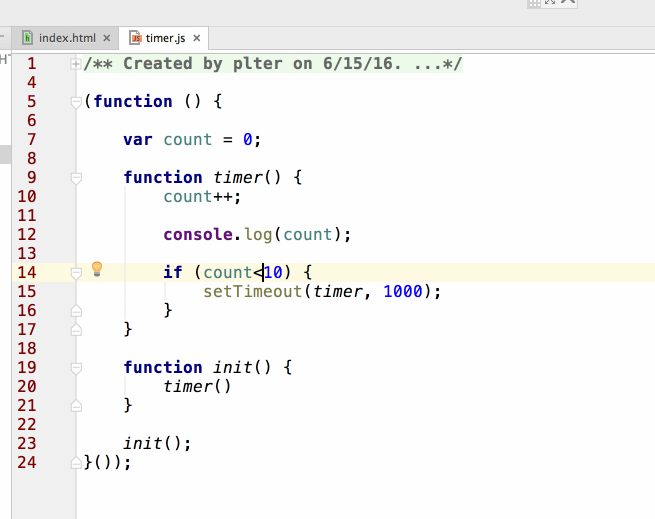 index.html × timer.js ×
HT
1 /** Created by plter on 6/15/16. ...*/
4
5 (function () {
6
7     var count = 0;
8
9     function timer() {
10         count++;
11
12         console.log(count);
13
14         if (count<10) {
15             setTimeout(timer, 1000);
16         }
17     }
18
19     function init() {
20         timer()
21     }
22
23     init();
24 }());